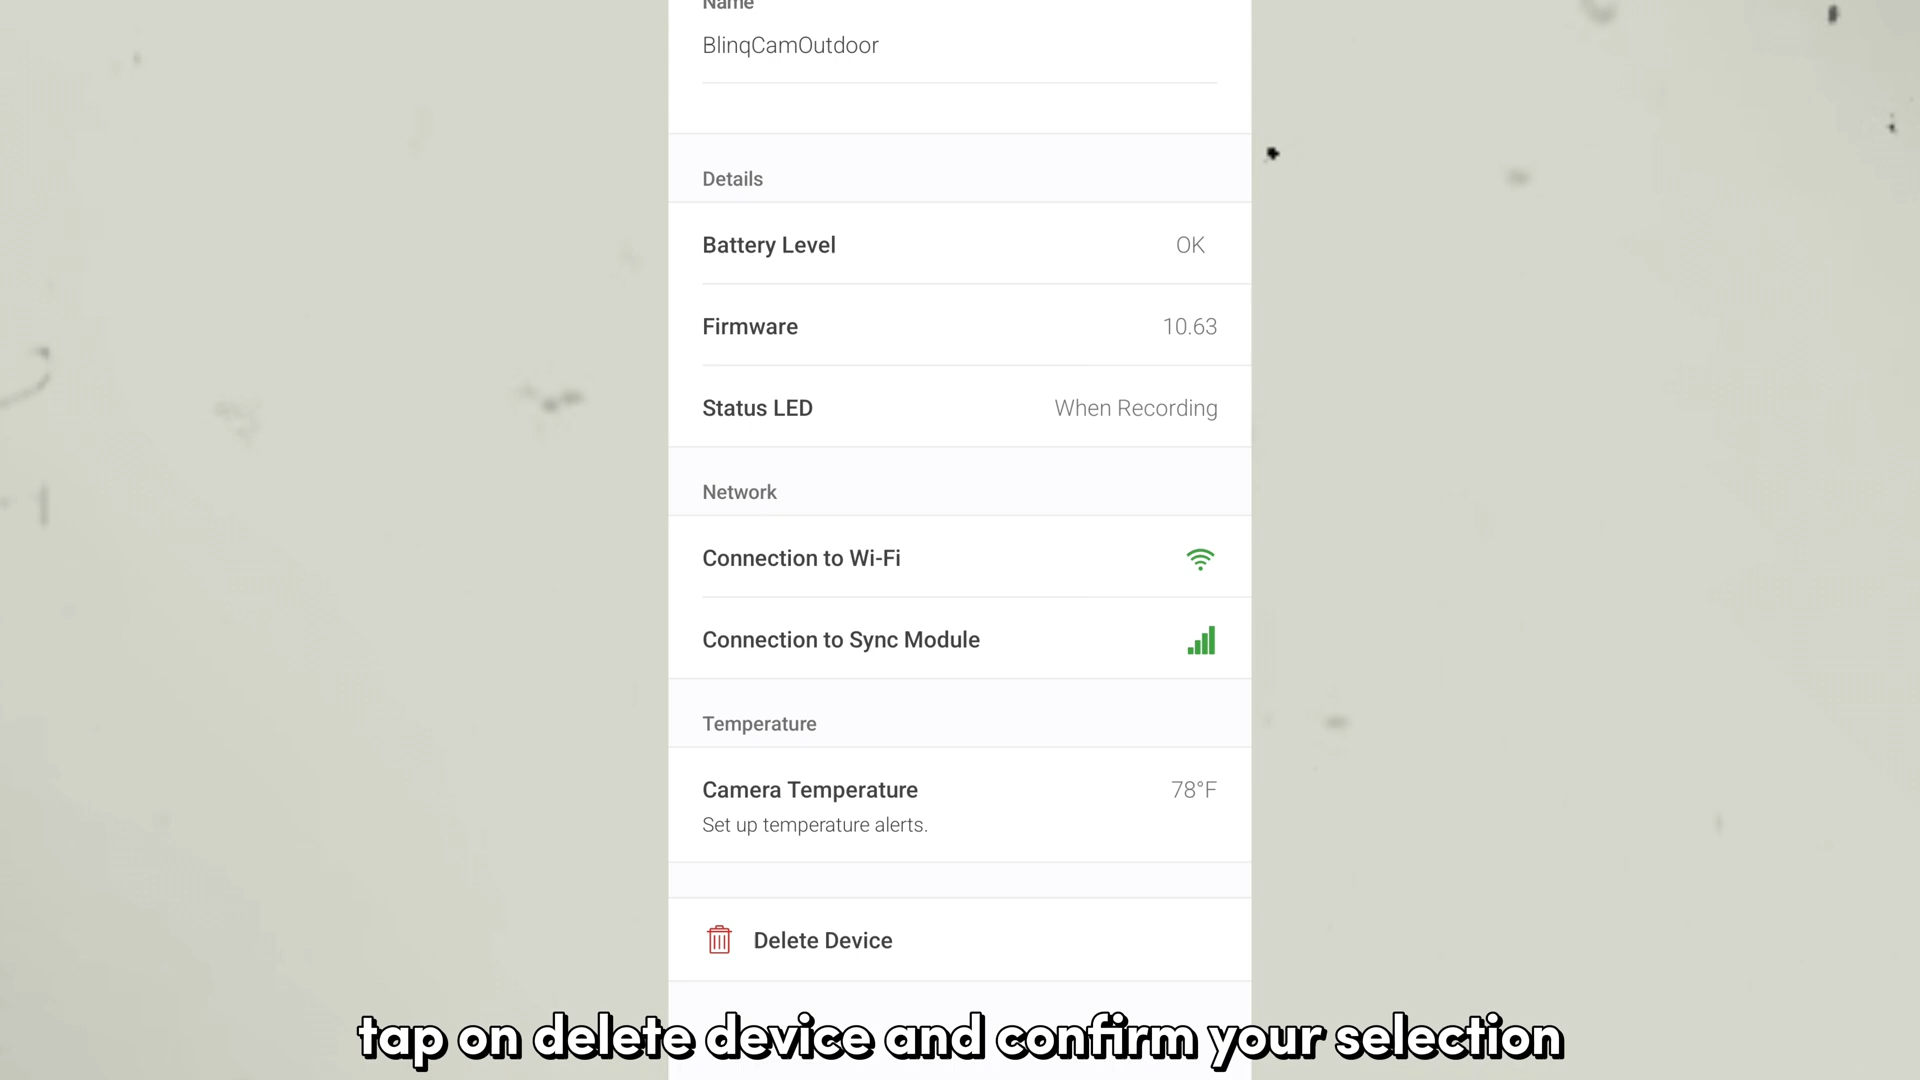 Name
BlinqCamOutdoor
Details
Battery Level OK
Firmware 10.63
Status LED When Recording
Network
Connection to Wi-Fi
Connection to Sync Module
Temperature
Camera Temperature 78°F
Set up temperature alerts.
Delete Device
tap on delete device and confirm your selection